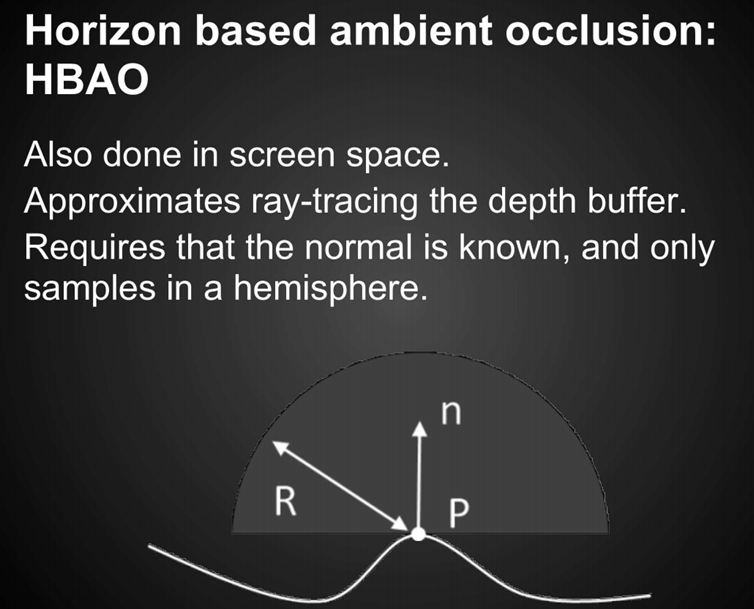 Horizon based ambient occlusion:
HBAO
Also done in screen space.
Approximates ray-tracing the depth buffer.
Requires that the normal is known, and only
samples in a hemisphere.
n
R
P